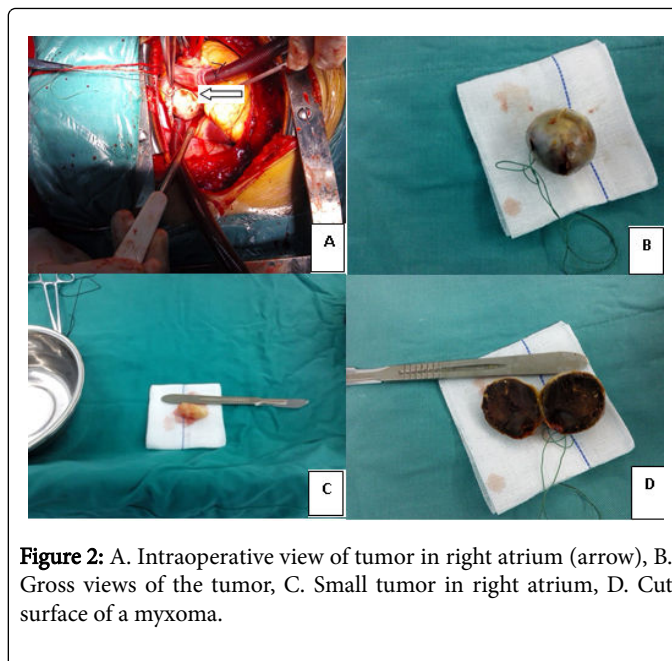 A
B
C
D
Figure 2: A. Intraoperative view of tumor in right atrium (arrow), B.
Gross views of the tumor, C. Small tumor in right atrium, D. Cut
surface of a myxoma.